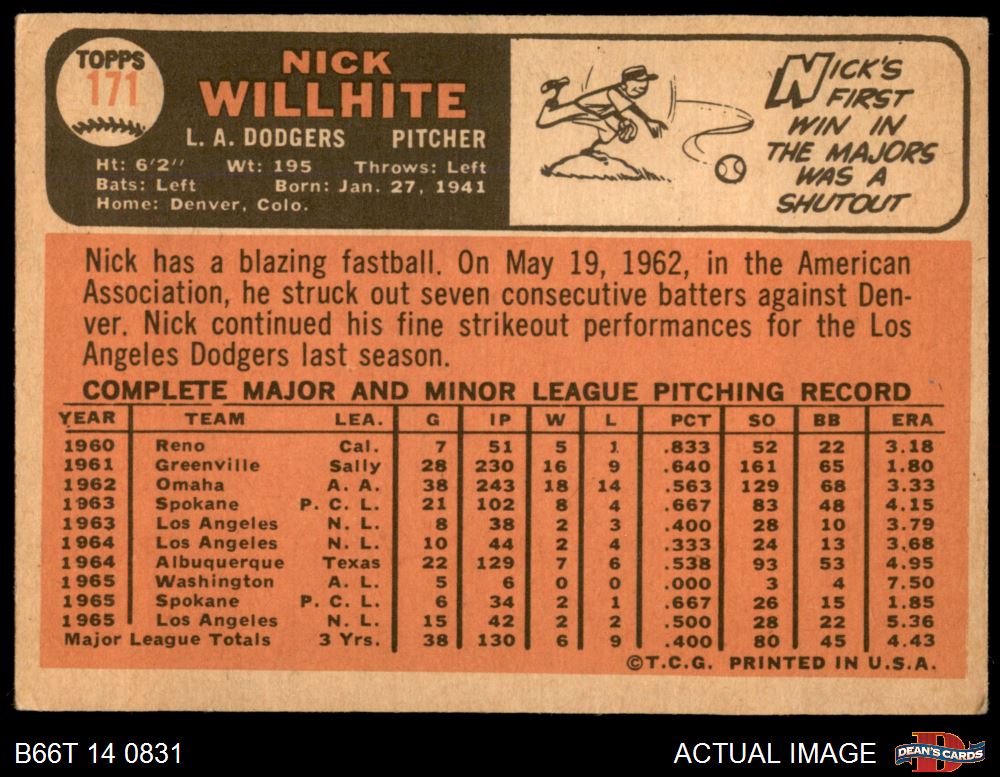 TOPPS
171
NICK
WILLHITE
L. A. DODGERS PITCHER
Ht: 6'2" Wt: 195 Throws: Left
Bats: Left Born: Jan. 27, 1941
Home: Denver, Colo.
NICK'S
FIRST
WIN IN
THE MAJORS
WAS A
SHUTOUT
Nick has a blazing fastball. On May 19, 1962, in the American
Association, he struck out seven consecutive batters against Den-
ver. Nick continued his fine strikeout performances for the Los
Angeles Dodgers last season.
COMPLETE MAJOR AND MINOR LEAGUE PITCHING RECORD
YEAR TEAM LEA. G IP W L PCT SO BB ERA
1960 Reno Cal. 7 51 5 1 .833 52 22 3.18
1961 Greenville Sally 28 230 16 9 .640 161 65 1.80
1962 Omaha A. A. 38 243 18 14 .563 129 68 3.33
1963 Spokane P. C. L. 21 102 8 4 .667 83 48 4.15
1963 Los Angeles N. L. 8 38 2 3 .400 28 10 3.79
1964 Los Angeles N. L. 10 44 2 4 .333 24 13 3.68
1964 Albuquerque Texas 22 129 7 6 .538 93 53 4.95
1965 Washington A. L. 5 6 0 0 .000 3 4 7.50
1965 Spokane P. C. L. 6 34 2 1 .667 26 15 1.85
1965 Los Angeles N. L. 15 42 2 2 .500 28 22 5.36
Major League Totals 3 Yrs. 38 130 6 9 .400 80 45 4.43
©T.C.G. PRINTED IN U.S.A.
B66T 14 0831
ACTUAL IMAGE
DEAN'S CARDS